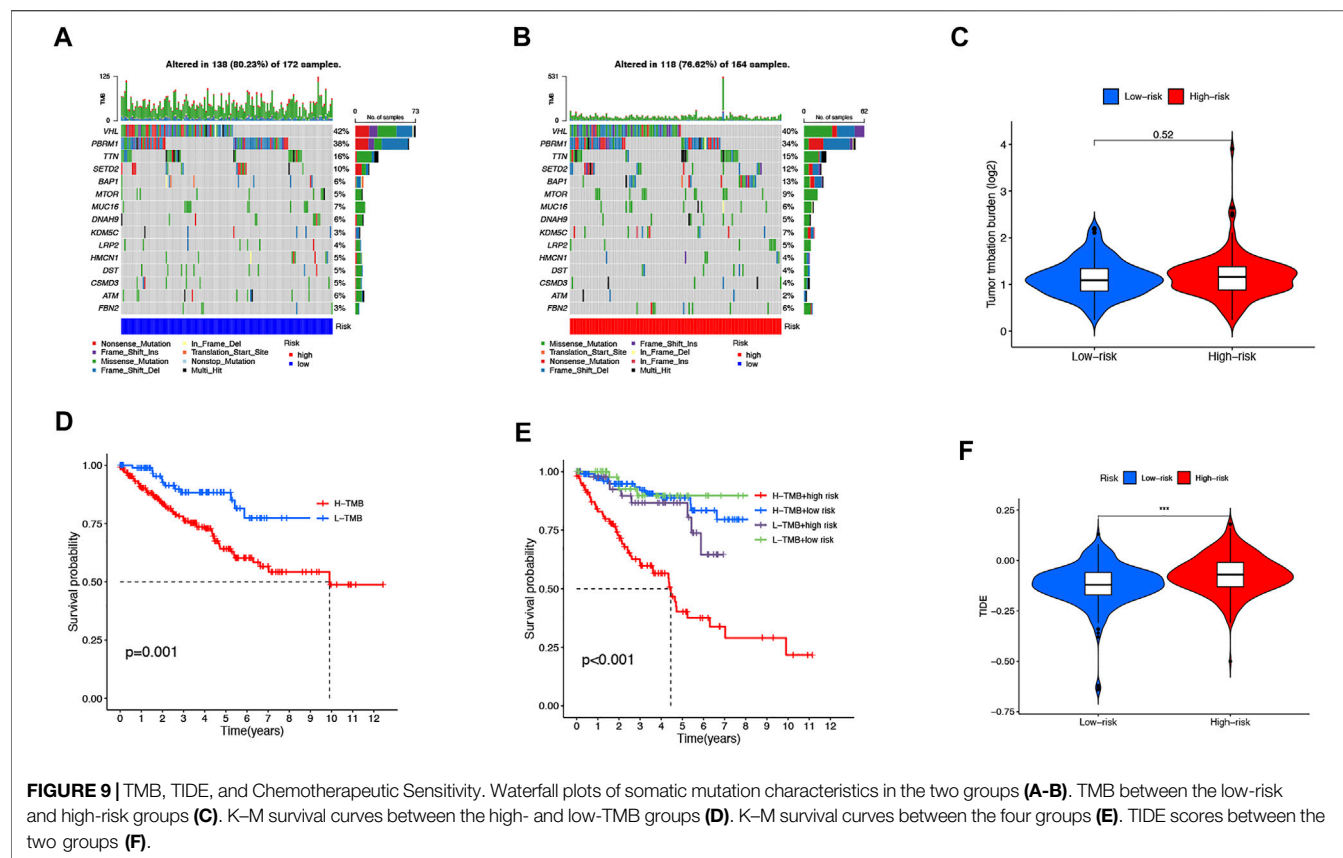 A
Altered in 138 (80.23%) of 172 samples.
125
TMB
0
No. of samples
0
73
VHL 42%
PBRM1 38%
TTN 16%
SETD2 10%
BAP1 6%
MTOR 5%
MUC16 7%
DNAH9 6%
KDM5C 3%
LRP2 4%
HMCN1 5%
DST 5%
CSMD3 5%
ATM 6%
FBN2 3%
Risk
Nonsense_Mutation In_Frame_Del Risk
Frame_Shift_Ins Translation_Start_Site high
Missense_Mutation Nonstop_Mutation low
Frame_Shift_Del Multi_Hit
B
Altered in 118 (76.62%) of 154 samples.
531
TMB
0
No. of samples
0
62
VHL 40%
PBRM1 34%
TTN 15%
SETD2 12%
BAP1 13%
MTOR 9%
MUC16 6%
DNAH9 5%
KDM5C 7%
LRP2 5%
HMCN1 4%
DST 4%
CSMD3 4%
ATM 2%
FBN2 6%
Risk
Missense_Mutation Frame_Shift_Ins Risk
Translation_Start_Site In_Frame_Del high
Nonsense_Mutation In_Frame_Ins low
Frame_Shift_Del Multi_Hit
C
Low−risk High−risk
0.52
Tumor tmbation burden (log2)
4
3
2
1
0
Low−risk High−risk
D
H−TMB
L−TMB
Survival probability
1.00
0.75
0.50
0.25
0.00
p=0.001
0 1 2 3 4 5 6 7 8 9 10 11 12
Time(years)
E
H−TMB+high risk
H−TMB+low risk
L−TMB+high risk
L−TMB+low risk
Survival probability
1.00
0.75
0.50
0.25
0.00
p<0.001
0 1 2 3 4 5 6 7 8 9 10 11 12
Time(years)
F
Risk Low−risk High−risk
***
TIDE
0.25
0.00
−0.25
−0.50
−0.75
Low−risk High−risk
FIGURE 9 | TMB, TIDE, and Chemotherapeutic Sensitivity. Waterfall plots of somatic mutation characteristics in the two groups (A-B). TMB between the low-risk
and high-risk groups (C). K–M survival curves between the high- and low-TMB groups (D). K–M survival curves between the four groups (E). TIDE scores between the
two groups (F).